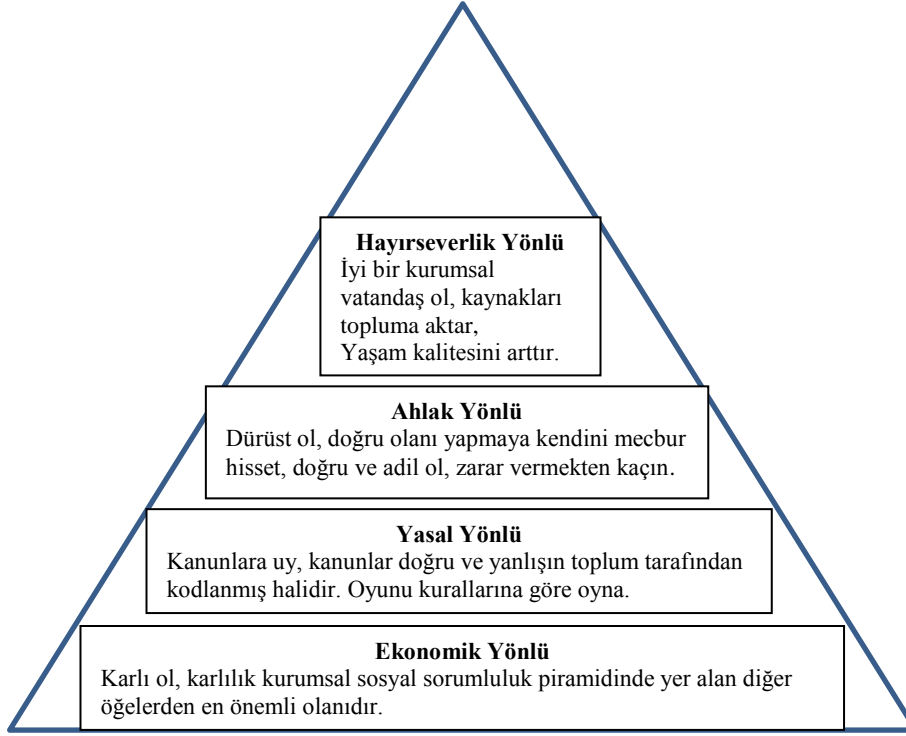 Hayırseverlik Yönlü
İyi bir kurumsal
vatandaş ol, kaynakları
topluma aktar,
Yaşam kalitesini arttır.
Ahlak Yönlü
Dürüst ol, doğru olanı yapmaya kendini mecbur
hisset, doğru ve adil ol, zarar vermekten kaçın.
Yasal Yönlü
Kanunlara uy, kanunlar doğru ve yanlışın toplum tarafından
kodlanmış halidir. Oyunu kurallarına göre oyna.
Ekonomik Yönlü
Karlı ol, karlılık kurumsal sosyal sorumluluk piramidinde yer alan diğer
öğelerden en önemli olanıdır.